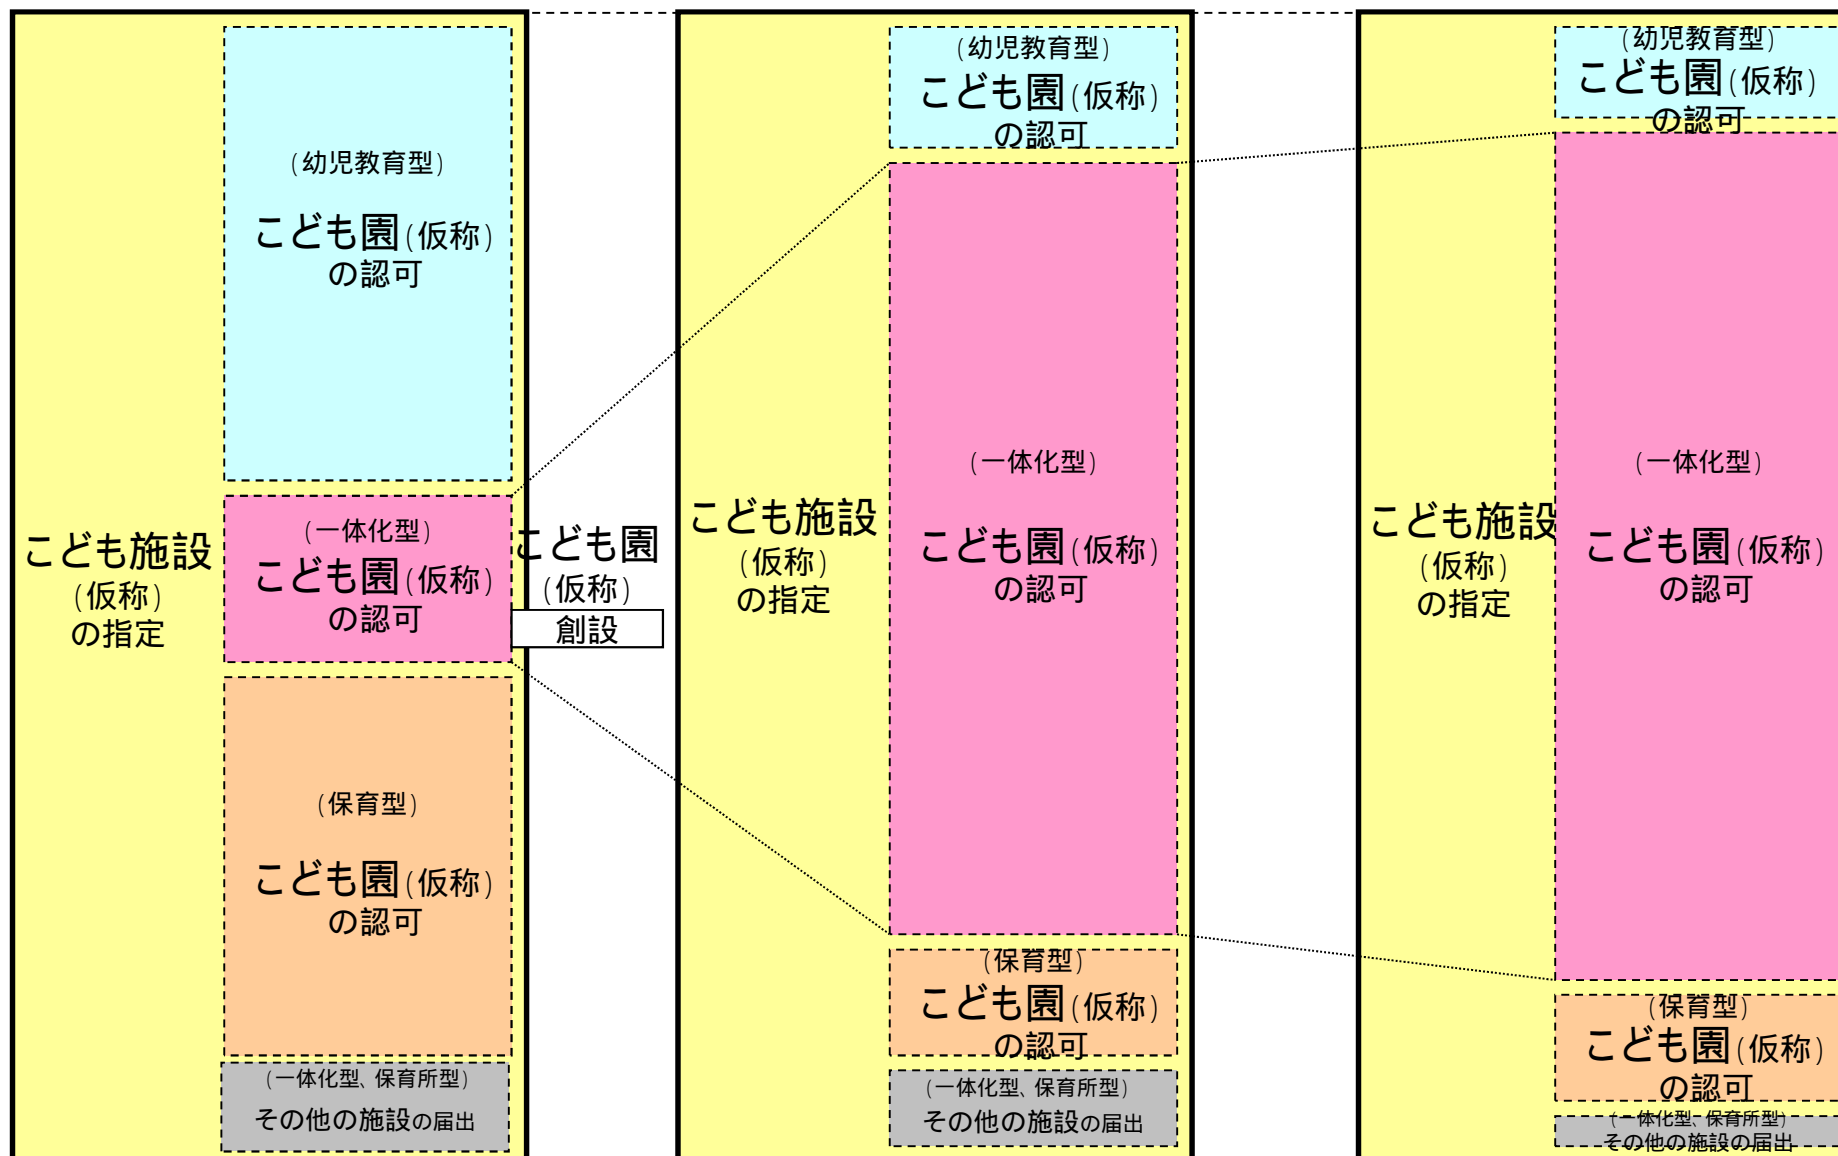 こども施設
(仮称)
の指定
(幼児教育型)
こども園(仮称)
の認可
(一体化型)
こども園(仮称)
の認可
(保育型)
こども園(仮称)
の認可
(一体化型、保育所型)
その他の施設の届出
こども園
(仮称)
創設
こども施設
(仮称)
の指定
(幼児教育型)
こども園(仮称)
の認可
(一体化型)
こども園(仮称)
の認可
(保育型)
こども園(仮称)
の認可
(一体化型、保育所型)
その他の施設の届出
こども施設
(仮称)
の指定
(幼児教育型)
こども園(仮称)
の認可
(一体化型)
こども園(仮称)
の認可
(保育型)
こども園(仮称)
の認可
(一体化型、保育所型)
その他の施設の届出